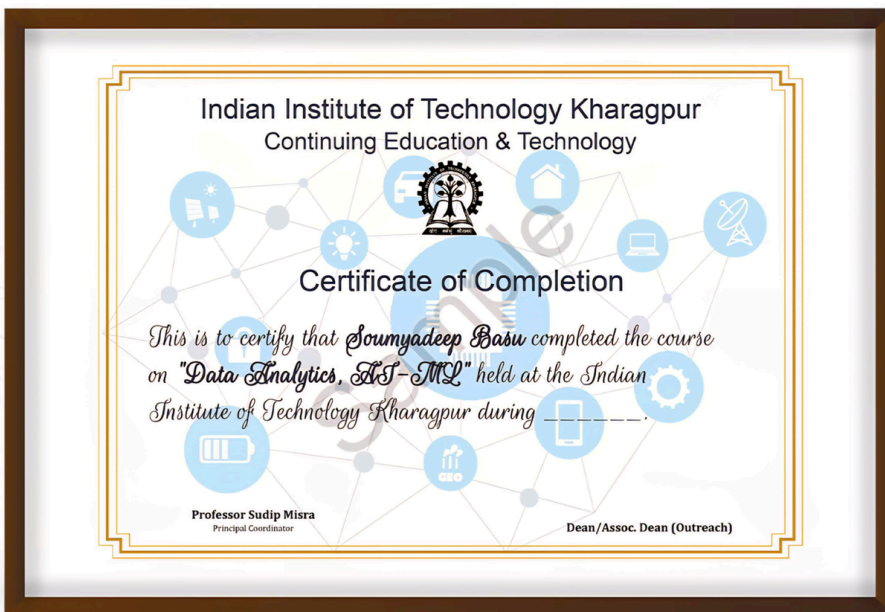 Indian Institute of Technology Kharagpur
Continuing Education & Technology
Certificate of Completion
Sample
This is to certify that Soumyadeep Basu completed the course
on "Data Analytics, AI-ML" held at the Indian
Institute of Technology Kharagpur during ______.
GEO
Professor Sudip Misra
Principal Coordinator
Dean/Assoc. Dean (Outreach)